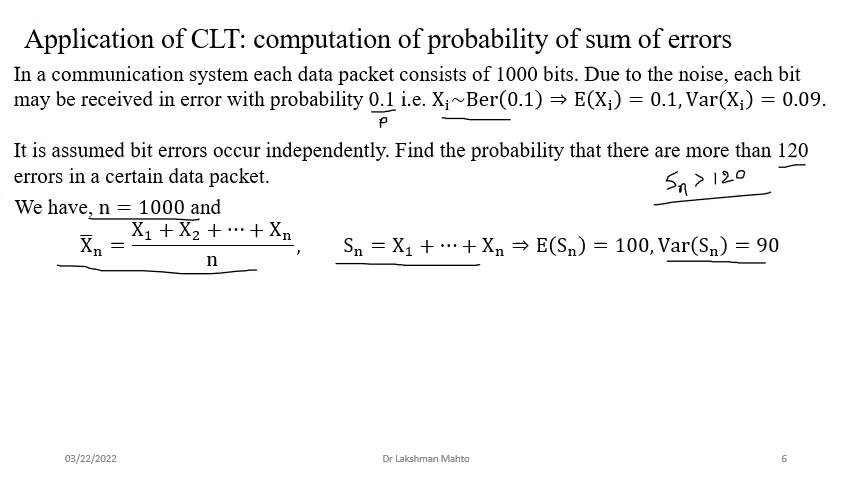 Application of CLT: computation of probability of sum of errors
In a communication system each data packet consists of 1000 bits. Due to the noise, each bit
may be received in error with probability 0.1 i.e. Xᵢ~Ber(0.1) ⇒ E(Xᵢ) = 0.1, Var(Xᵢ) = 0.09.
P
It is assumed bit errors occur independently. Find the probability that there are more than 120
errors in a certain data packet.
Sₙ > 120
We have, n = 1000 and
X̅ₙ = (X₁ + X₂ + ⋯ + Xₙ)/n, Sₙ = X₁ + ⋯ + Xₙ ⇒ E(Sₙ) = 100, Var(Sₙ) = 90
03/22/2022 Dr Lakshman Mahto 6